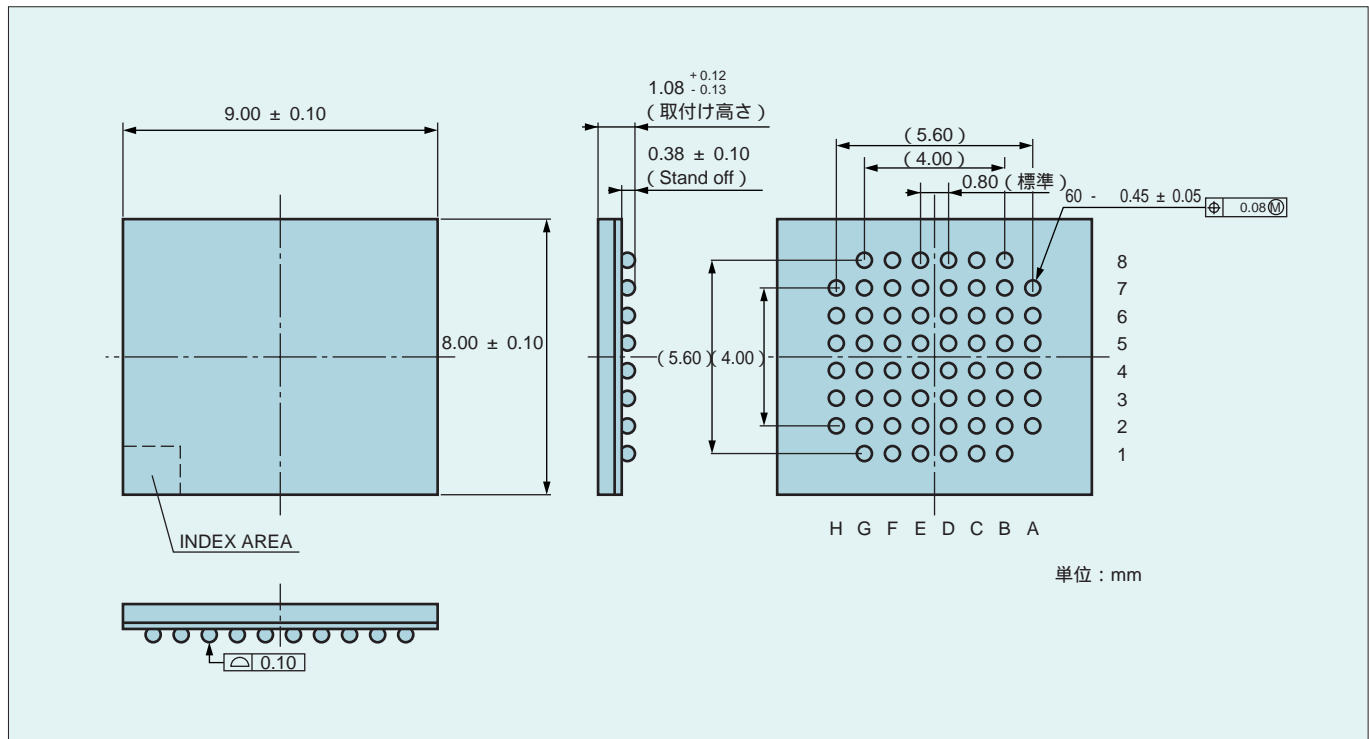 1.08 + 0.12 - 0.13
(取付け高さ)
9.00 ± 0.10
0.38 ± 0.10
(Stand off)
(5.60)
(4.00)
0.80(標準)
60 - 0.45 ± 0.05
0.08 Ⓜ
8
7
6
5
4
3
2
1
8.00 ± 0.10
(5.60)(4.00)
H G F E D C B A
INDEX AREA
単位:mm
0.10